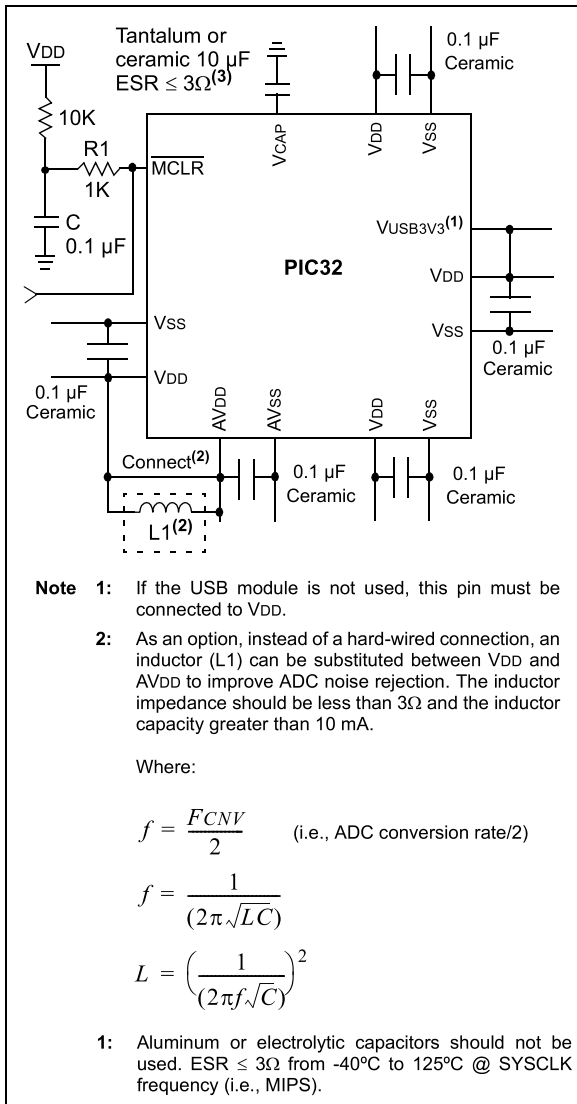 VDD
Tantalum or
ceramic 10 µF
ESR ≤ 3Ω(3)
0.1 µF
Ceramic
10K
R1
1K
C
0.1 µF
MCLR
VCAP
VDD
VSS
VUSB3V3(1)
VDD
VSS
PIC32
0.1 µF
Ceramic
VSS
VDD
0.1 µF
Ceramic
AVDD
AVSS
VDD
VSS
Connect(2)
L1(2)
0.1 µF
Ceramic
0.1 µF
Ceramic
Note 1: If the USB module is not used, this pin must be
connected to VDD.
2: As an option, instead of a hard-wired connection, an
inductor (L1) can be substituted between VDD and
AVDD to improve ADC noise rejection. The inductor
impedance should be less than 3Ω and the inductor
capacity greater than 10 mA.
Where:
f = FCNV / 2 (i.e., ADC conversion rate/2)
f = 1 / (2π√LC)
L = (1 / (2πf√C))2
1: Aluminum or electrolytic capacitors should not be
used. ESR ≤ 3Ω from -40ºC to 125ºC @ SYSCLK
frequency (i.e., MIPS).